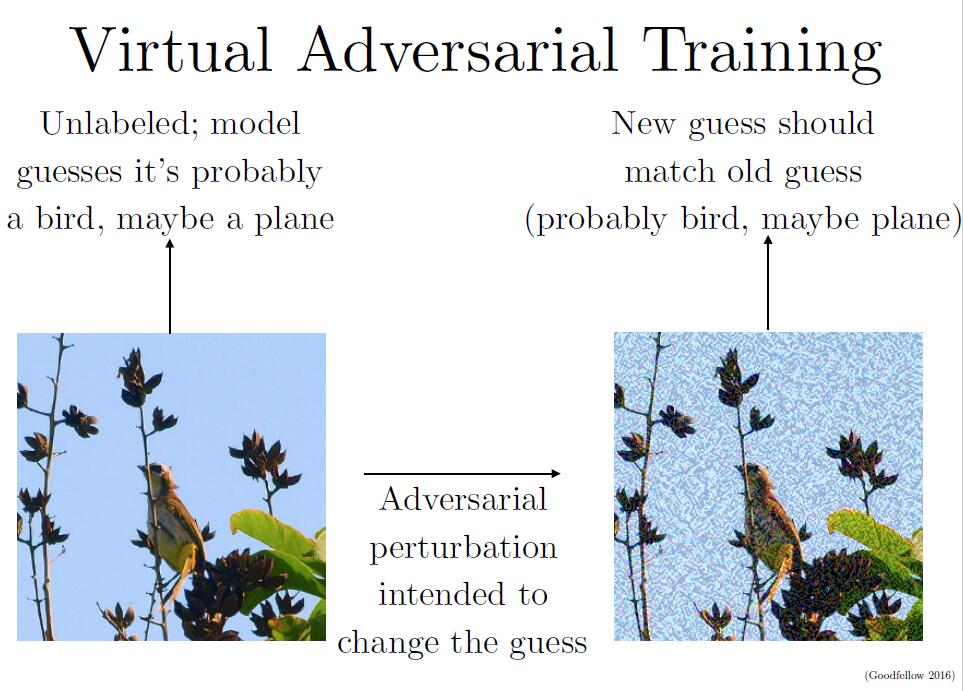 Virtual Adversarial Training
Unlabeled; model
guesses it's probably
a bird, maybe a plane
New guess should
match old guess
(probably bird, maybe plane)
Adversarial
perturbation
intended to
change the guess
(Goodfellow 2016)